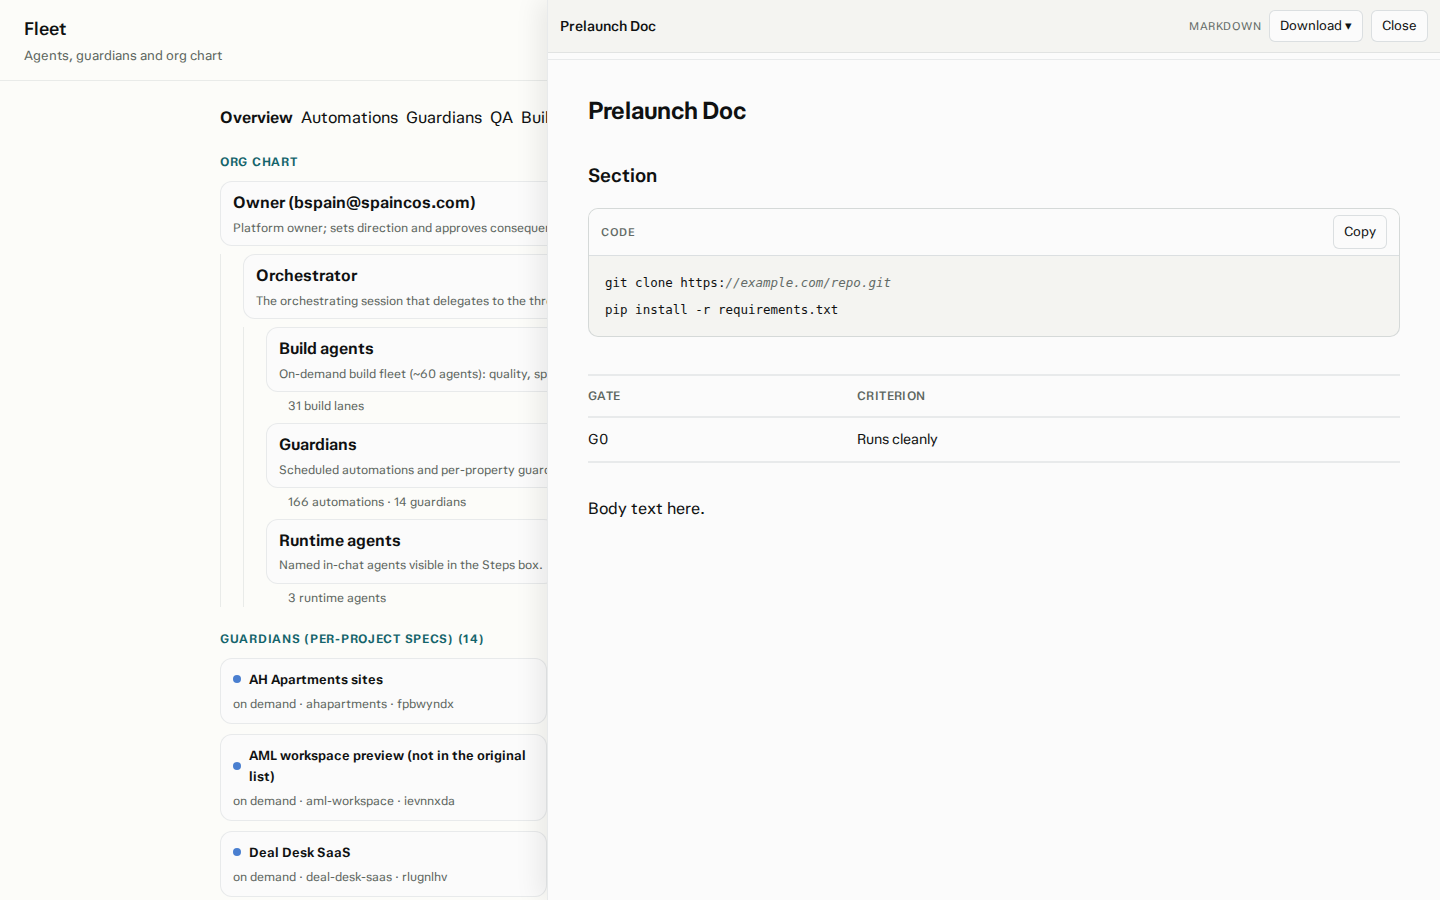 Fleet
Agents, guardians and org chart
Overview Automations Guardians QA Buil
ORG CHART
Owner (bspain@spaincos.com)
Platform owner; sets direction and approves consequen
Orchestrator
The orchestrating session that delegates to the thr
Build agents
On-demand build fleet (~60 agents): quality, sp
31 build lanes
Guardians
Scheduled automations and per-property guard
166 automations · 14 guardians
Runtime agents
Named in-chat agents visible in the Steps box.
3 runtime agents
GUARDIANS (PER-PROJECT SPECS) (14)
AH Apartments sites
on demand · ahapartments · fpbwyndx
AML workspace preview (not in the original
list)
on demand · aml-workspace · ievnnxda
Deal Desk SaaS
on demand · deal-desk-saas · rlugnlhv
Prelaunch Doc
MARKDOWN
Download ▾
Close
Prelaunch Doc
Section
CODE
Copy
git clone https://example.com/repo.git
pip install -r requirements.txt
GATE CRITERION
G0 Runs cleanly
Body text here.